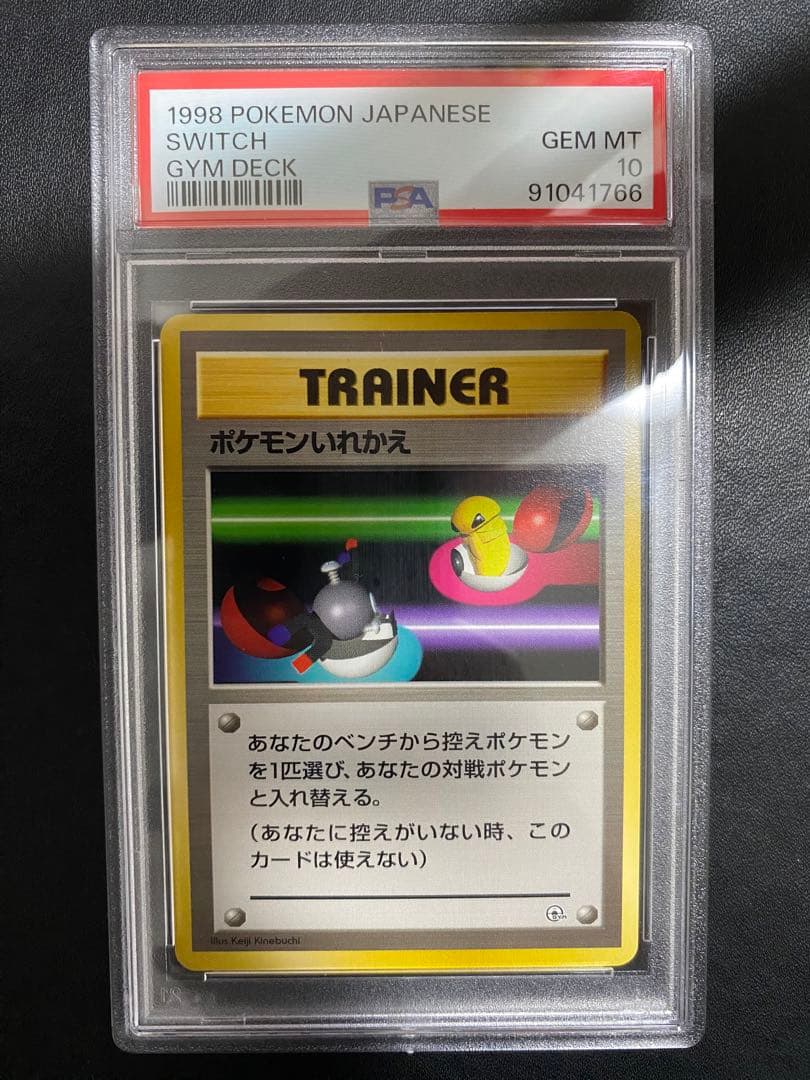 1998 POKEMON JAPANESE
SWITCH GEM MT
GYM DECK 10
PSA 91041766
TRAINER
ポケモンいれかえ
あなたのベンチから控えポケモン
を1匹選び、あなたの対戦ポケモン
と入れ替える。
（あなたに控えがいない時、この
カードは使えない）
GYM
Illus. Keiji Kinebuchi